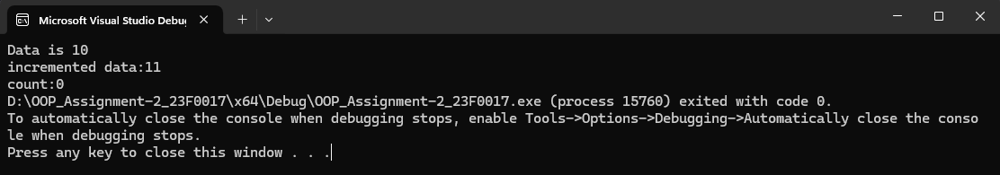 Microsoft Visual Studio Debug
Data is 10
incremented data:11
count:0
D:\OOP_Assignment-2_23F0017\x64\Debug\OOP_Assignment-2_23F0017.exe (process 15760) exited with code 0.
To automatically close the console when debugging stops, enable Tools->Options->Debugging->Automatically close the conso
le when debugging stops.
Press any key to close this window . . .